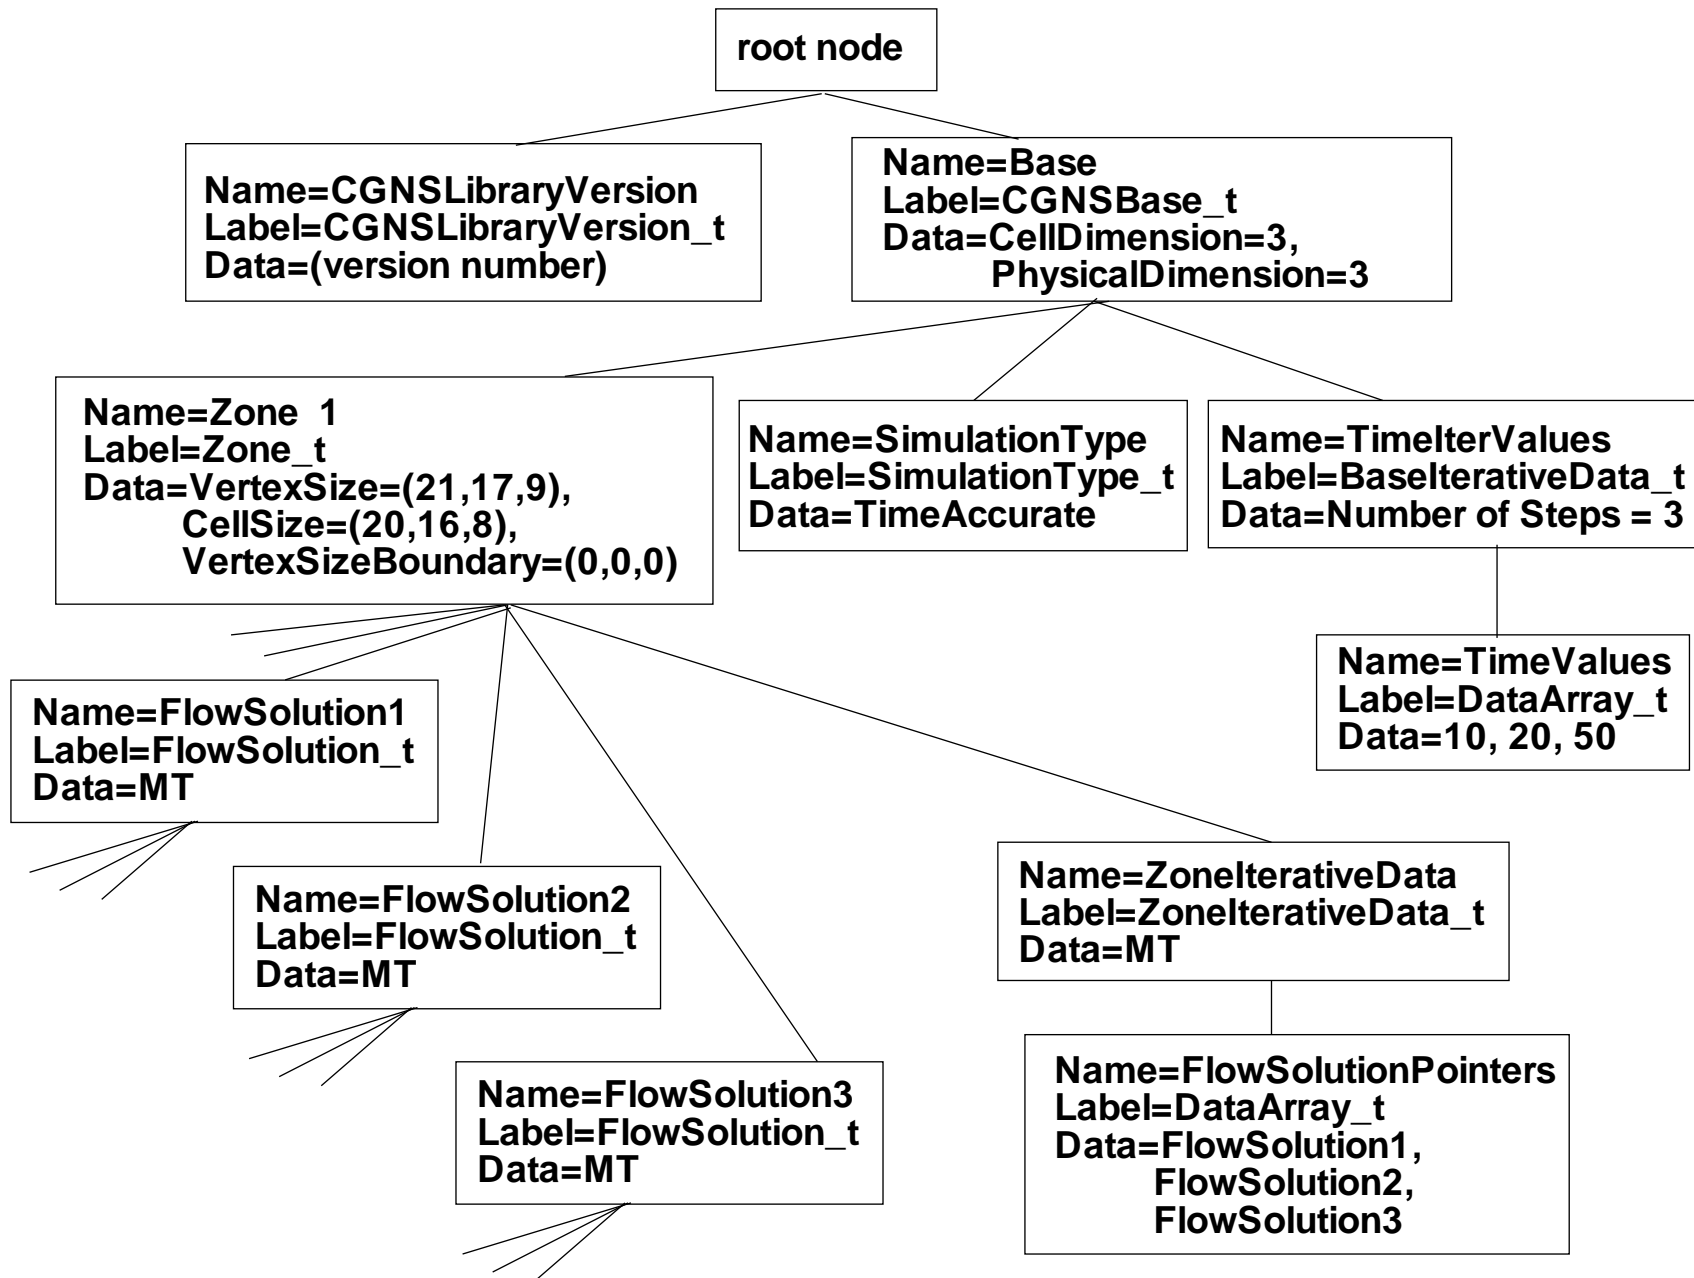 root node
Name=CGNSLibraryVersion
Label=CGNSLibraryVersion_t
Data=(version number)
Name=Base
Label=CGNSBase_t
Data=CellDimension=3,
PhysicalDimension=3
Name=Zone_1
Label=Zone_t
Data=VertexSize=(21,17,9),
CellSize=(20,16,8),
VertexSizeBoundary=(0,0,0)
Name=SimulationType
Label=SimulationType_t
Data=TimeAccurate
Name=TimeIterValues
Label=BaseIterativeData_t
Data=Number of Steps = 3
Name=TimeValues
Label=DataArray_t
Data=10, 20, 50
Name=FlowSolution1
Label=FlowSolution_t
Data=MT
Name=FlowSolution2
Label=FlowSolution_t
Data=MT
Name=FlowSolution3
Label=FlowSolution_t
Data=MT
Name=ZoneIterativeData
Label=ZoneIterativeData_t
Data=MT
Name=FlowSolutionPointers
Label=DataArray_t
Data=FlowSolution1,
FlowSolution2,
FlowSolution3